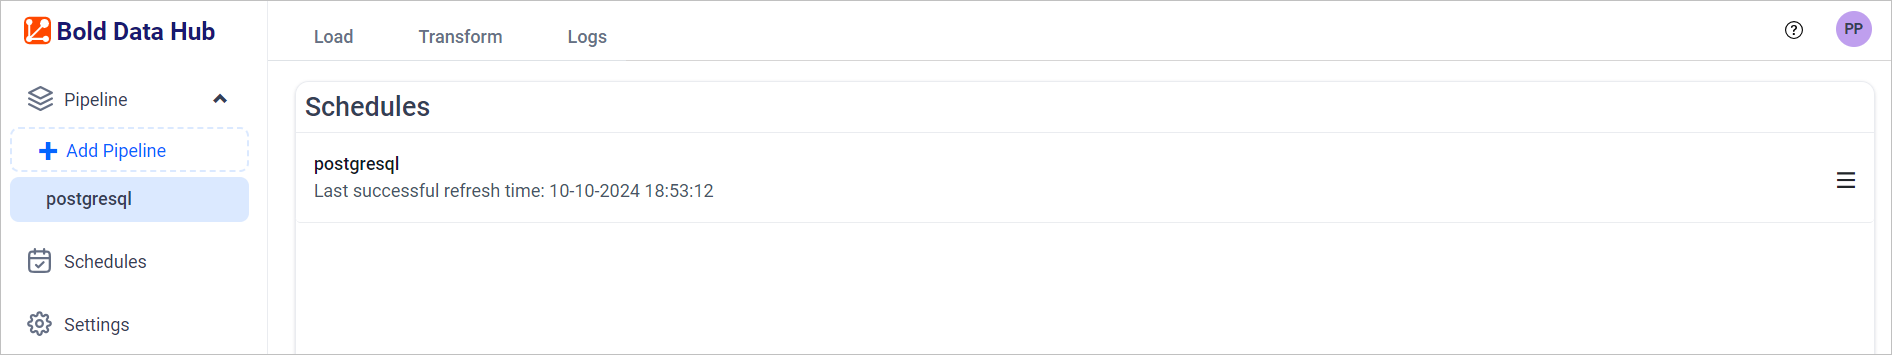 Bold Data Hub
Load
Transform
Logs
PP
Pipeline
Add Pipeline
postgresql
Schedules
Settings
Schedules
postgresql
Last successful refresh time: 10-10-2024 18:53:12